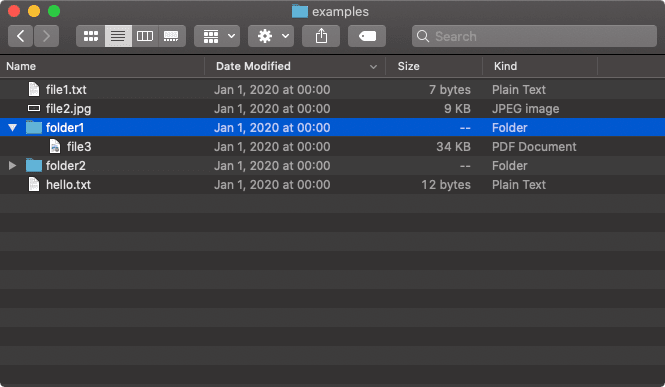 examples
Search
Name Date Modified Size Kind
file1.txt Jan 1, 2020 at 00:00 7 bytes Plain Text
file2.jpg Jan 1, 2020 at 00:00 9 KB JPEG image
folder1 Jan 1, 2020 at 00:00 -- Folder
file3 Jan 1, 2020 at 00:00 34 KB PDF Document
folder2 Jan 1, 2020 at 00:00 -- Folder
hello.txt Jan 1, 2020 at 00:00 12 bytes Plain Text